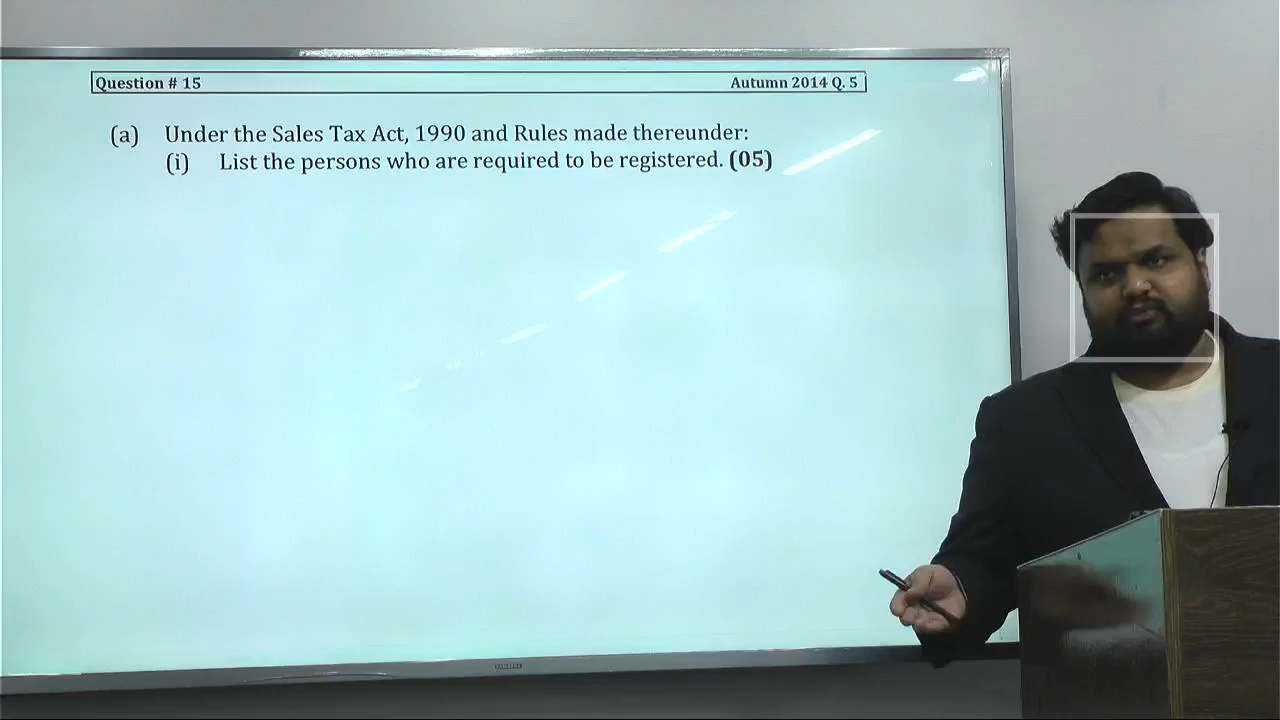 Question # 15 Autumn 2014 Q. 5
(a) Under the Sales Tax Act, 1990 and Rules made thereunder:
(i) List the persons who are required to be registered. (05)
SAMSUNG